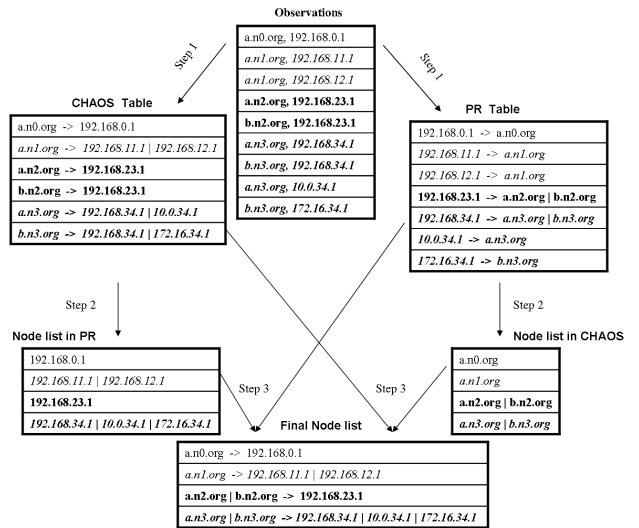 Observations
a.n0.org, 192.168.0.1
a.n1.org, 192.168.11.1
a.n1.org, 192.168.12.1
a.n2.org, 192.168.23.1
b.n2.org, 192.168.23.1
a.n3.org, 192.168.34.1
b.n3.org, 192.168.34.1
a.n3.org, 10.0.34.1
b.n3.org, 172.16.34.1
Step 1
Step 1
CHAOS Table
a.n0.org -> 192.168.0.1
a.n1.org -> 192.168.11.1 | 192.168.12.1
a.n2.org -> 192.168.23.1
b.n2.org -> 192.168.23.1
a.n3.org -> 192.168.34.1 | 10.0.34.1
b.n3.org -> 192.168.34.1 | 172.16.34.1
PR Table
192.168.0.1 -> a.n0.org
192.168.11.1 -> a.n1.org
192.168.12.1 -> a.n1.org
192.168.23.1 -> a.n2.org | b.n2.org
192.168.34.1 -> a.n3.org | b.n3.org
10.0.34.1 -> a.n3.org
172.16.34.1 -> b.n3.org
Step 2
Step 2
Node list in PR
192.168.0.1
192.168.11.1 | 192.168.12.1
192.168.23.1
192.168.34.1 | 10.0.34.1 | 172.16.34.1
Node list in CHAOS
a.n0.org
a.n1.org
a.n2.org | b.n2.org
a.n3.org | b.n3.org
Step 3
Step 3
Final Node list
a.n0.org -> 192.168.0.1
a.n1.org -> 192.168.11.1 | 192.168.12.1
a.n2.org | b.n2.org -> 192.168.23.1
a.n3.org | b.n3.org -> 192.168.34.1 | 10.0.34.1 | 172.16.34.1